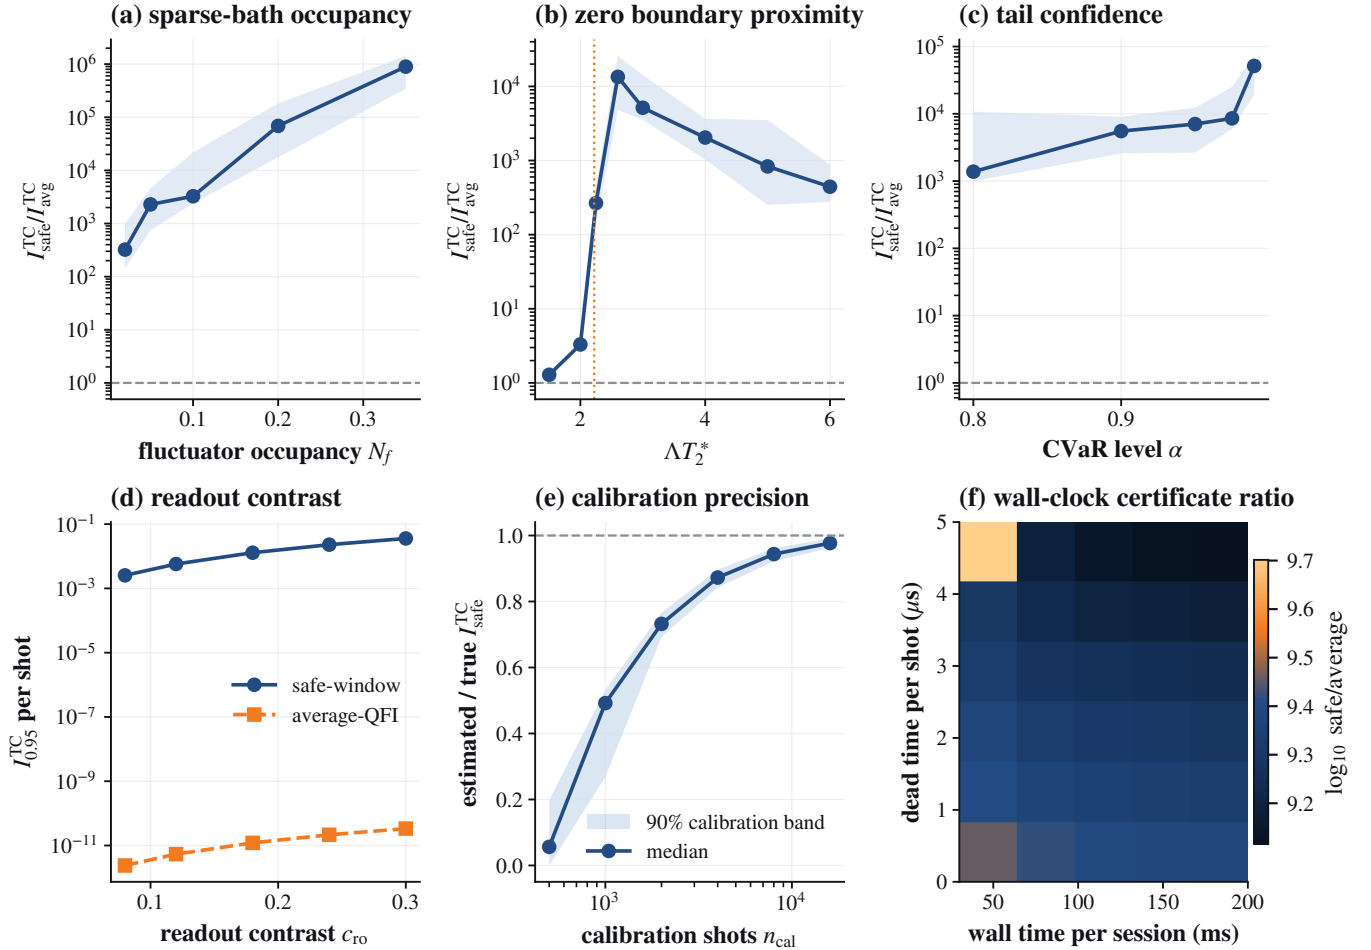 (a) sparse-bath occupancy
10^6
10^5
10^4
10^3
10^2
10^1
10^0
I_safe^TC/I_avg^TC
0.1
0.2
0.3
fluctuator occupancy N_f
(b) zero boundary proximity
10^4
10^3
10^2
10^1
10^0
I_safe^TC/I_avg^TC
2
4
6
ΛT_2^*
(c) tail confidence
10^5
10^4
10^3
10^2
10^1
10^0
I_safe^TC/I_avg^TC
0.8
0.9
CVaR level α
(d) readout contrast
10^−1
10^−3
10^−5
10^−7
10^−9
10^−11
I_0.95^TC per shot
safe-window
average-QFI
0.1
0.2
0.3
readout contrast c_ro
(e) calibration precision
1.0
0.8
0.6
0.4
0.2
0.0
estimated / true I_safe^TC
90% calibration band
median
10^3
10^4
calibration shots n_cal
(f) wall-clock certificate ratio
5
4
3
2
1
0
dead time per shot (μs)
50
100
150
200
wall time per session (ms)
9.7
9.6
9.5
9.4
9.3
9.2
log₁₀ safe/average